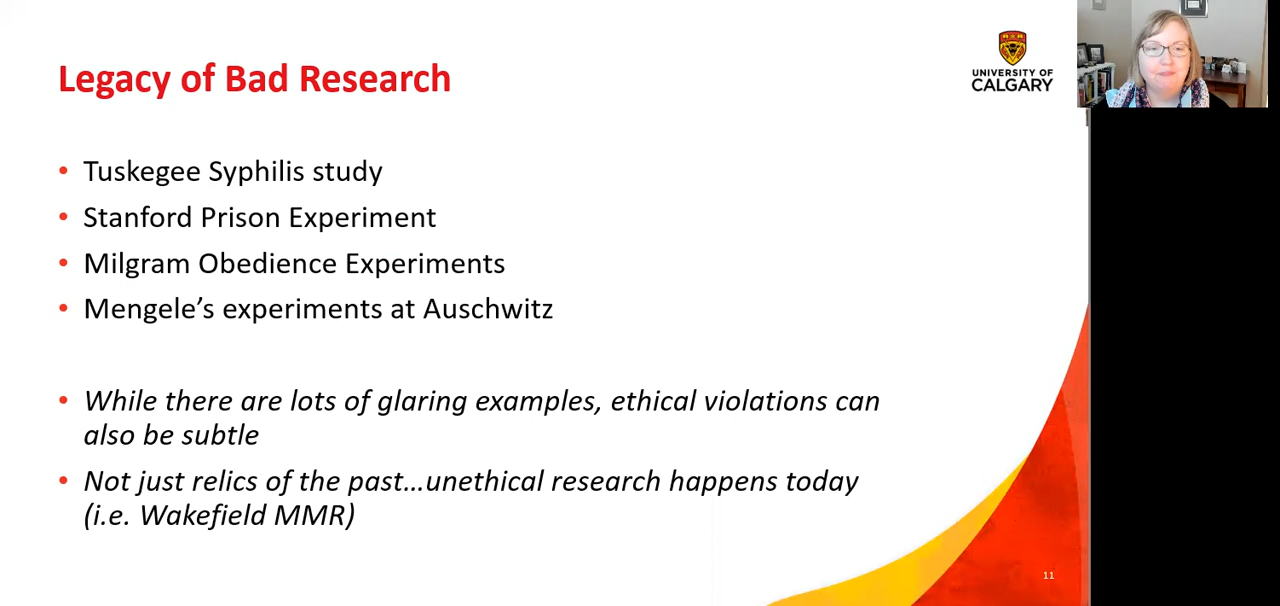 Legacy of Bad Research
UNIVERSITY OF
CALGARY
• Tuskegee Syphilis study
• Stanford Prison Experiment
• Milgram Obedience Experiments
• Mengele’s experiments at Auschwitz
• While there are lots of glaring examples, ethical violations can
also be subtle
• Not just relics of the past…unethical research happens today
(i.e. Wakefield MMR)
11